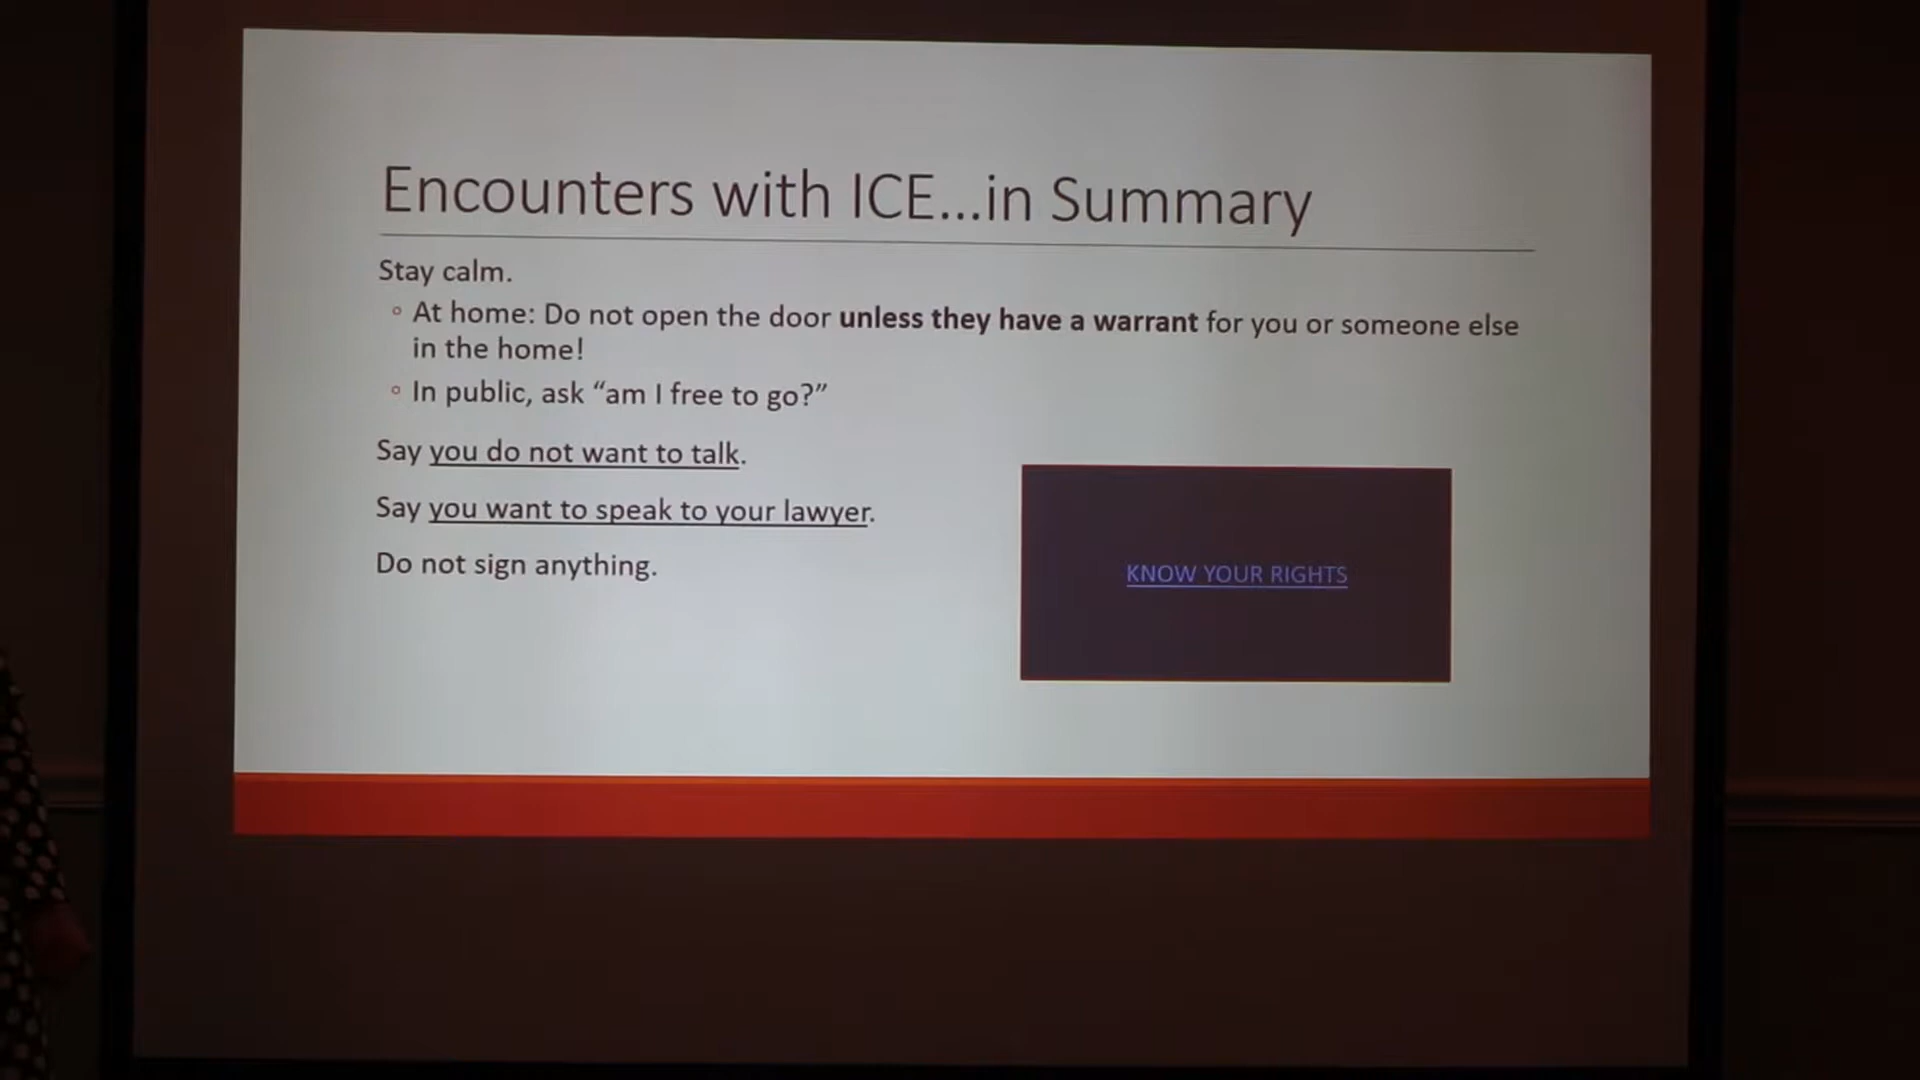 Encounters with ICE...in Summary
Stay calm.
◦ At home: Do not open the door unless they have a warrant for you or someone else
in the home!
◦ In public, ask “am I free to go?”
Say you do not want to talk.
Say you want to speak to your lawyer.
Do not sign anything.
KNOW YOUR RIGHTS